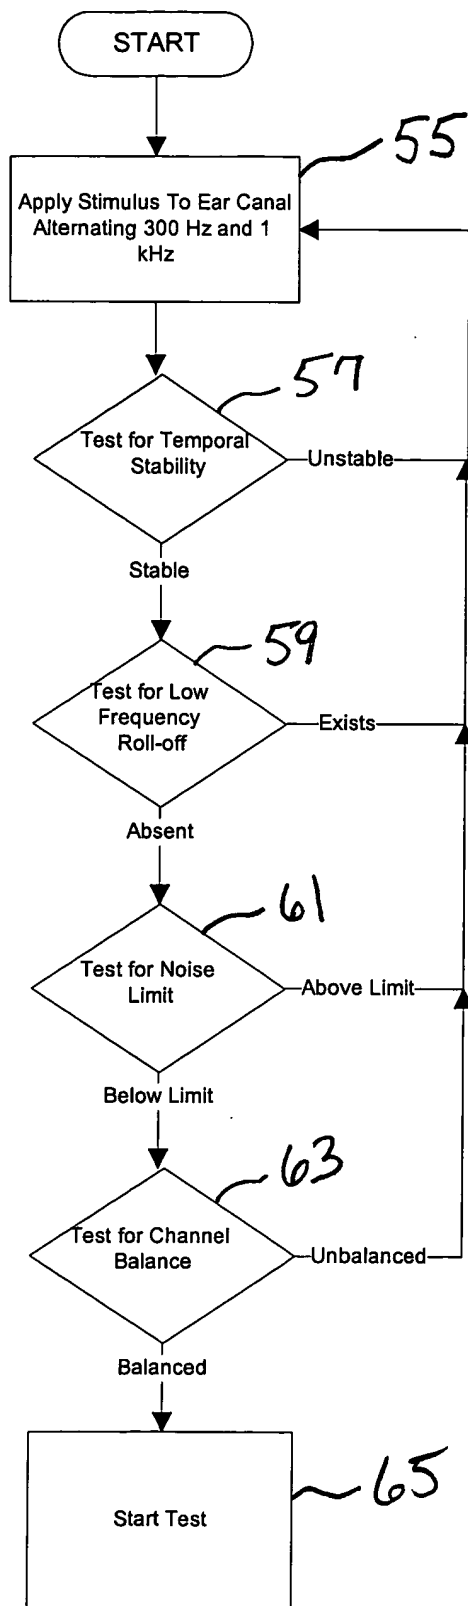 START
55
Apply Stimulus To Ear Canal
Alternating 300 Hz and 1
kHz
57
Test for Temporal
Stability
Unstable
Stable
59
Test for Low
Frequency
Roll-off
Exists
Absent
61
Test for Noise
Limit
Above Limit
Below Limit
63
Test for Channel
Balance
Unbalanced
Balanced
65
Start Test